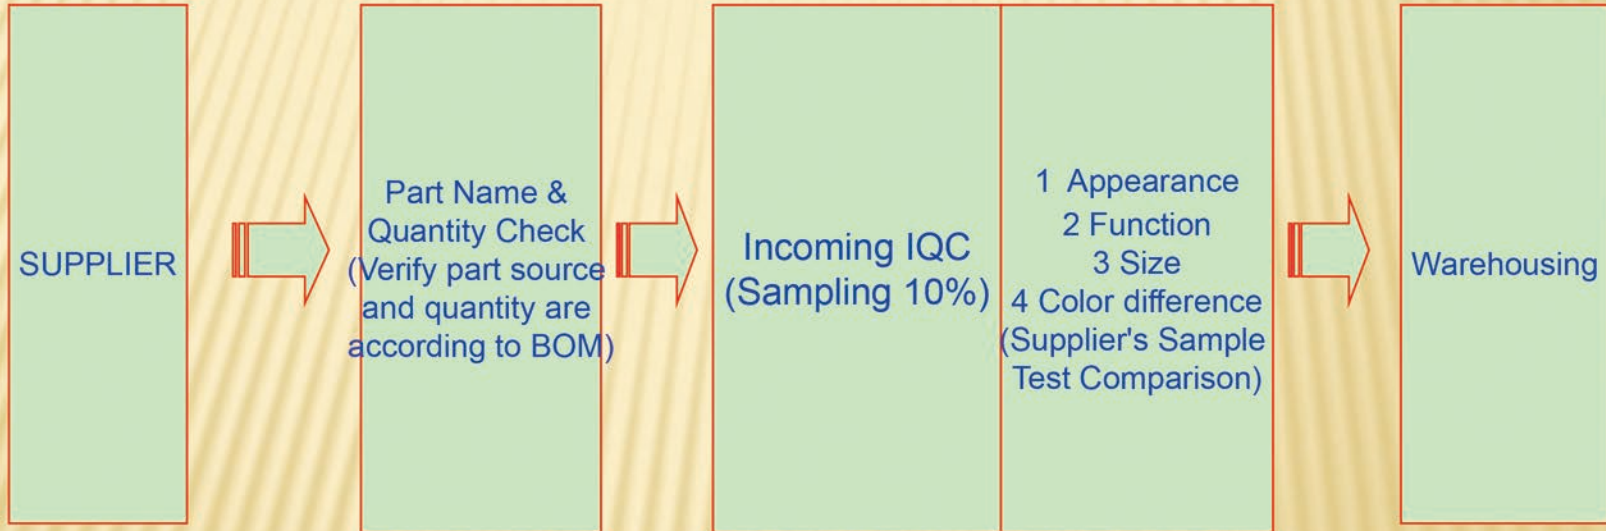 SUPPLIER
Part Name &
Quantity Check
(Verify part source
and quantity are
according to BOM)
Incoming IQC
(Sampling 10%)
1 Appearance
2 Function
3 Size
4 Color difference
(Supplier's Sample
Test Comparison)
Warehousing